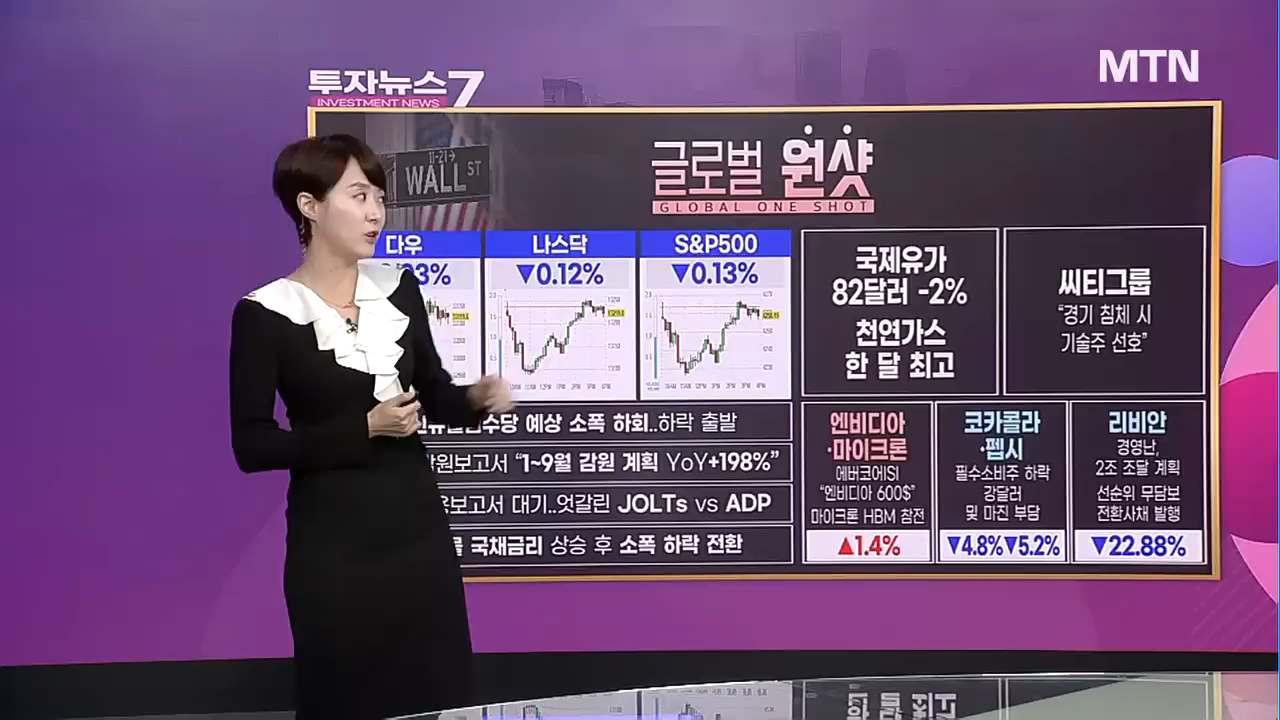 MTN
투자뉴스7
INVESTMENT NEWS
11-21→
WALL ST
글로벌 원샷
GLOBAL ONE SHOT
다우
나스닥
▼0.12%
S&P500
▼0.13%
국제유가
82달러 -2%
천연가스
한 달 최고
씨티그룹
“경기 침체 시
기술주 선호”
예상 소폭 하회..하락 출발
“1~9월 감원 계획 YoY+198%”
대기..엇갈린 JOLTs vs ADP
국채금리 상승 후 소폭 하락 전환
엔비디아
·마이크론
에버코어ISI
“엔비디아 600$”
마이크론 HBM 참전
▲1.4%
코카콜라
·펩시
필수소비주 하락
강달러
및 마진 부담
▼4.8%▼5.2%
리비안
경영난,
2조 조달 계획
선순위 무담보
전환사채 발행
▼22.88%